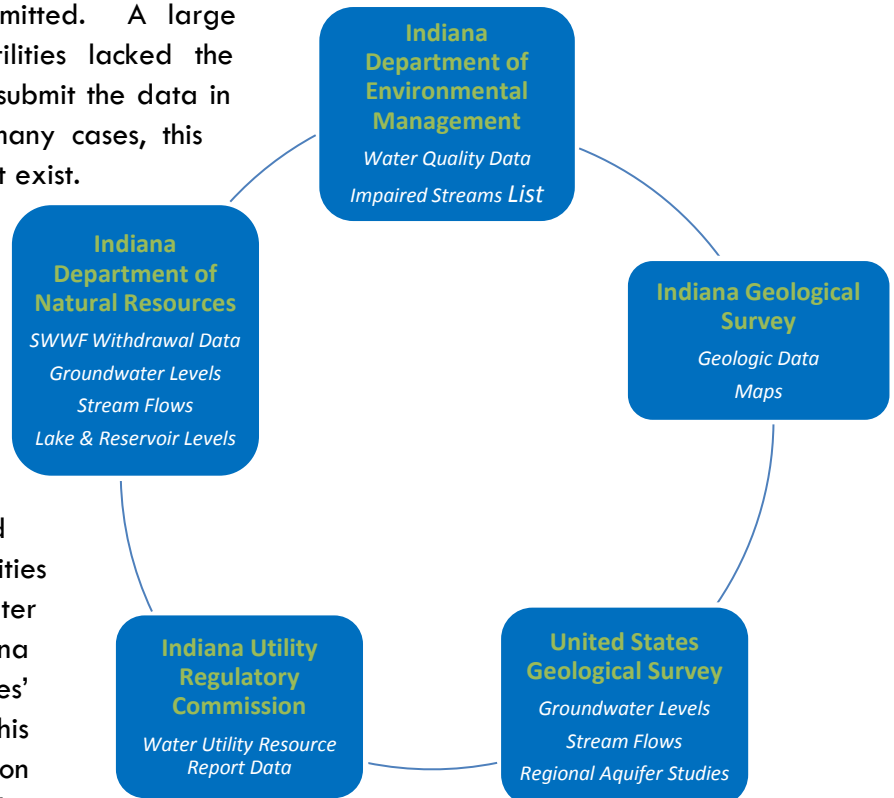 mitted. A large
tilities lacked the
submit the data in
many cases, this
t exist.
Indiana
Department of
Environmental
Management
Water Quality Data
Impaired Streams List
Indiana
Department of
Natural Resources
SWWF Withdrawal Data
Groundwater Levels
Stream Flows
Lake & Reservoir Levels
Indiana Geological
Survey
Geologic Data
Maps
d
ities
ter
na
es’
his
on
Indiana Utility
Regulatory
Commission
Water Utility Resource
Report Data
United States
Geological Survey
Groundwater Levels
Stream Flows
Regional Aquifer Studies